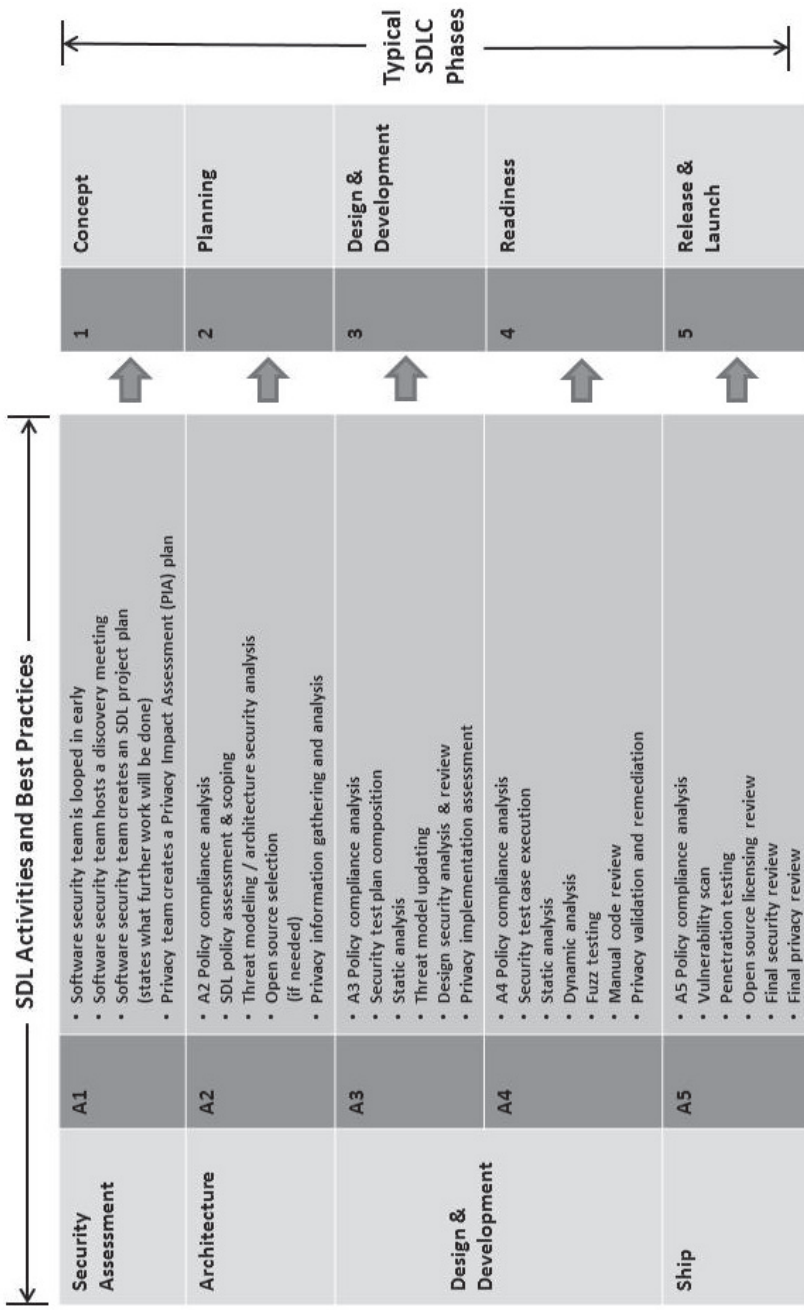 SDL Activities and Best Practices
Security
Assessment
A1
• Software security team is looped in early
• Software security team hosts a discovery meeting
• Software security team creates an SDL project plan
(states what further work will be done)
• Privacy team creates a Privacy Impact Assessment (PIA) plan
1
Concept
Architecture
A2
• A2 Policy compliance analysis
• SDL policy assessment & scoping
• Threat modeling / architecture security analysis
• Open source selection
(if needed)
• Privacy information gathering and analysis
2
Planning
Design &
Development
A3
• A3 Policy compliance analysis
• Security test plan composition
• Static analysis
• Threat model updating
• Design security analysis & review
• Privacy implementation assessment
3
Design &
Development
A4
• A4 Policy compliance analysis
• Security test case execution
• Static analysis
• Dynamic analysis
• Fuzz testing
• Manual code review
• Privacy validation and remediation
4
Readiness
Ship
A5
• A5 Policy compliance analysis
• Vulnerability scan
• Penetration testing
• Open source licensing review
• Final security review
• Final privacy review
5
Release &
Launch
Typical
SDLC
Phases